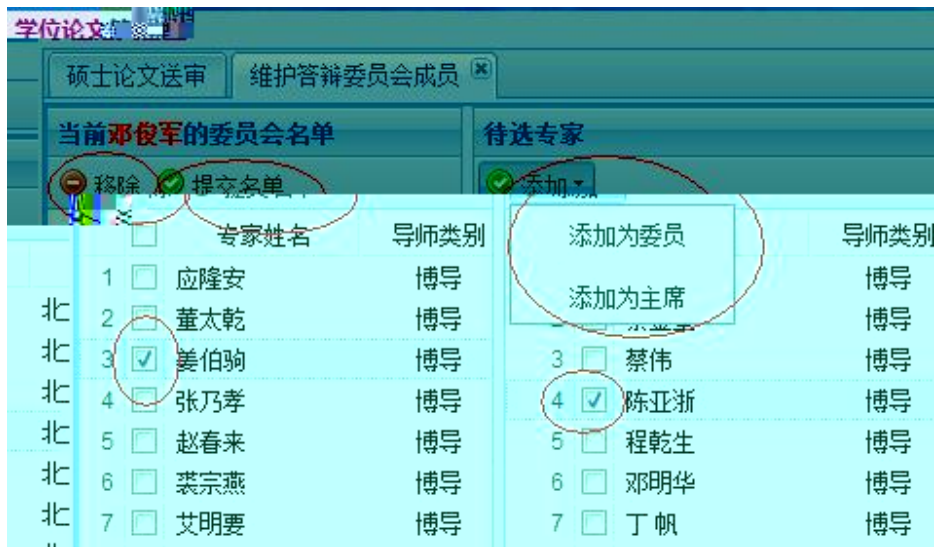 学位论文
硕士论文送审 维护答辩委员会成员
当前邓俊军的委员会名单 待选专家
移除 提交名单 添加
专家姓名 导师类别 添加为委员 导师类别
1 应隆安 博导 博导
添加为主席
北 2 董太乾 博导 博导
北 3 姜伯驹 博导 3 蔡伟 博导
北 4 张乃孝 博导 4 陈亚浙 博导
北 5 赵春来 博导 5 程乾生 博导
北 6 裘宗燕 博导 6 邓明华 博导
北 7 艾明要 博导 7 丁帆 博导